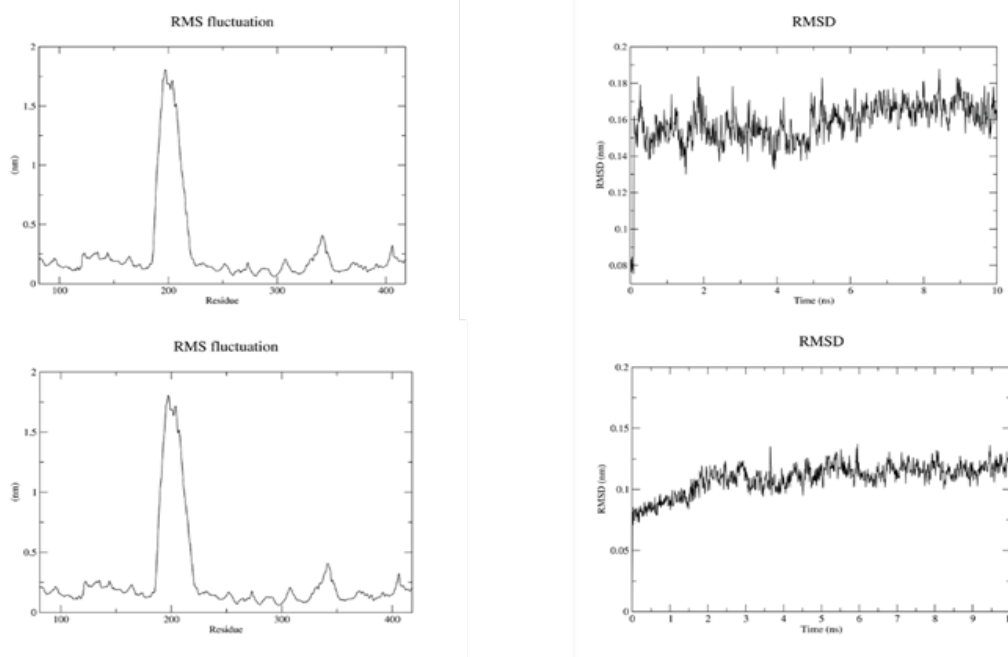 RMS fluctuation
2
1.5
(nm)
1
0.5
0
100 200 300 400
Residue
RMSD
0.2
0.18
0.16
0.14
RMSD (nm)
0.12
0.1
0.08
0 2 4 6 8 10
Time (ns)
RMS fluctuation
2
1.5
(nm)
1
0.5
0
100 200 300 400
Residue
RMSD
0.2
0.15
RMSD (nm)
0.1
0.05
0
0 1 2 3 4 5 6 7 8 9
Time (ns)